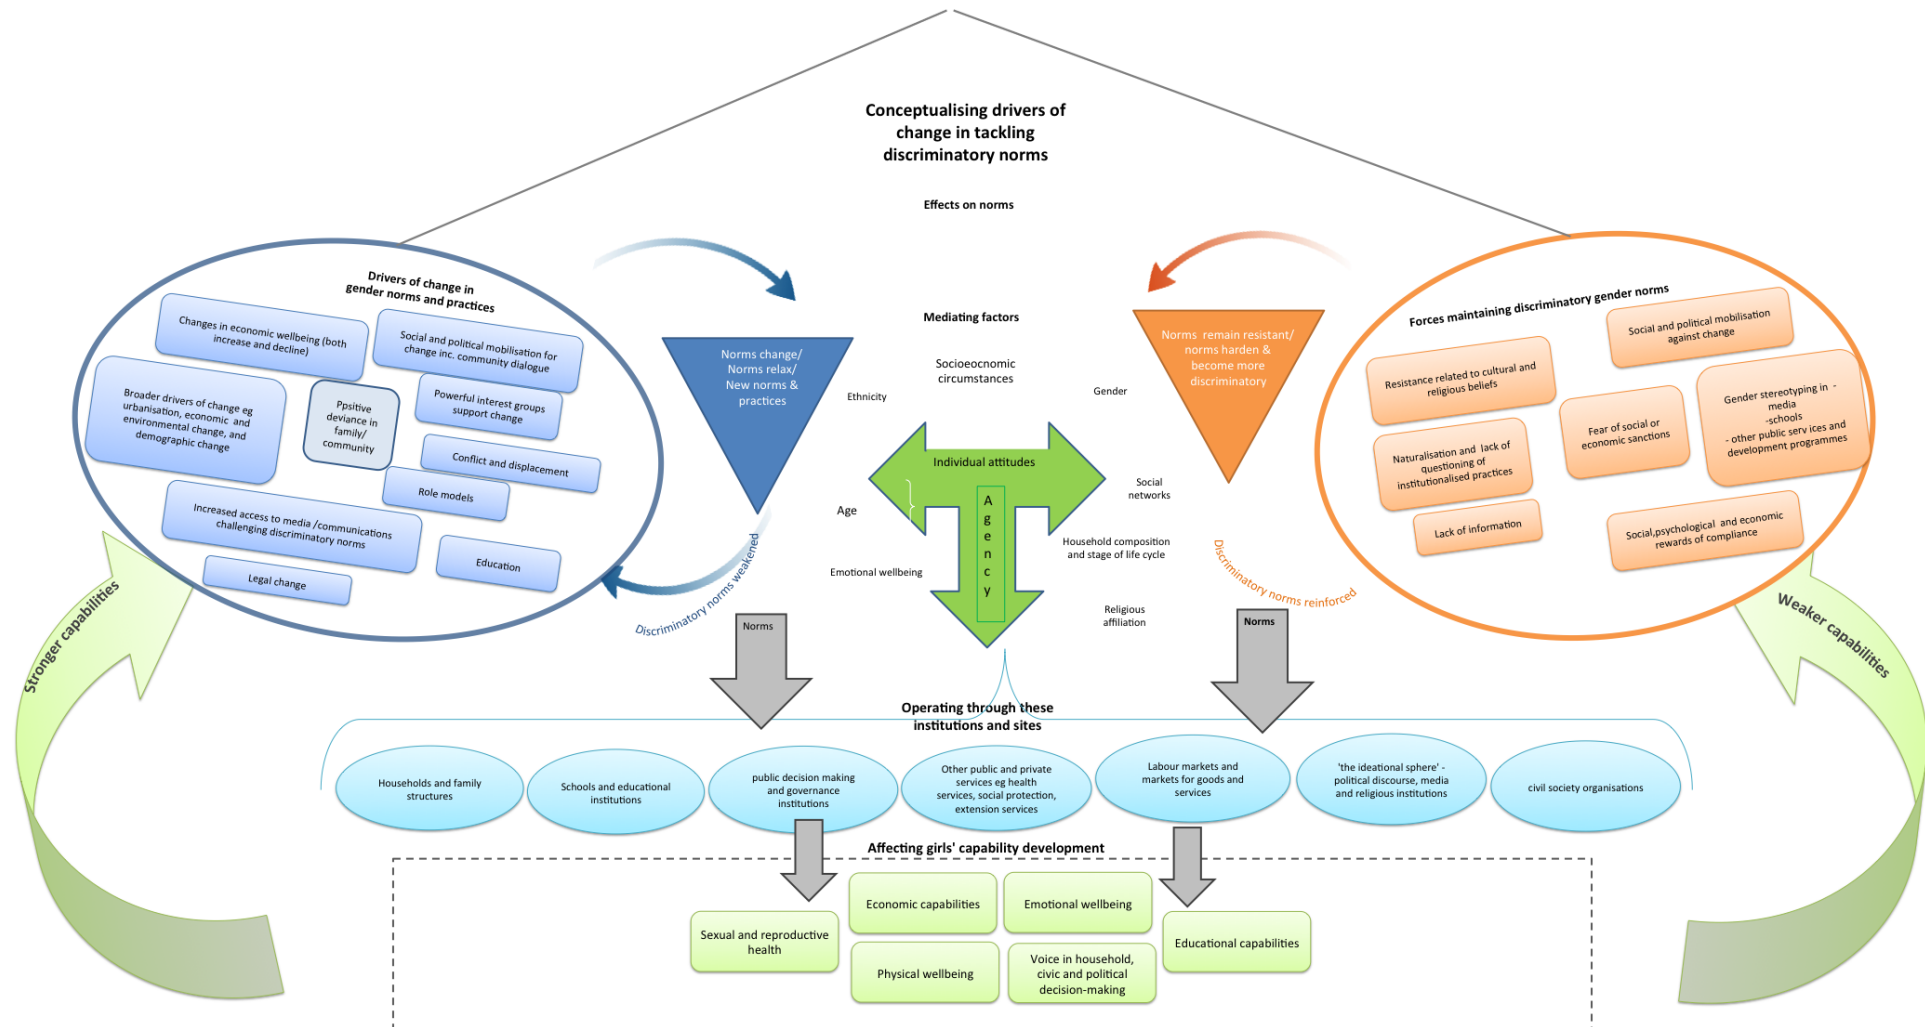 Conceptualising drivers of
change in tackling
discriminatory norms
Effects on norms
Drivers of change in
gender norms and practices
Changes in economic wellbeing (both
increase and decline)
Social and political mobilisation for
change inc. community dialogue
Broader drivers of change eg
urbanisation, economic and
environmental change, and
demographic change
Ppsitive
deviance in
family/
community
Powerful interest groups
support change
Conflict and displacement
Role models
Increased access to media /communications
challenging discriminatory norms
Education
Legal change
Stronger capabilities
Norms change/
Norms relax/
New norms &
practices
Discriminatory norms weakened
Norms
Mediating factors
Socioeocnomic
circumstances
Ethnicity
Gender
Individual attitudes
Agency
Age
Social
networks
Household composition
and stage of life cycle
Emotional wellbeing
Religious
affiliation
Norms remain resistant/
norms harden &
become more
discriminatory
Discriminatory norms reinforced
Norms
Forces maintaining discriminatory gender norms
Social and political mobilisation
against change
Resistance related to cultural and
religious beliefs
Gender stereotyping in -
media
-schools
- other public serv ices and
development programmes
Fear of social or
economic sanctions
Naturalisation and lack of
questioning of
institutionalised practices
Lack of information
Social,psychological and economic
rewards of compliance
Weaker capabilities
Operating through these
institutions and sites
Households and family
structures
Schools and educational
institutions
public decision making
and governance
institutions
Other public and private
services eg health
services, social protection,
extension services
Labour markets and
markets for goods and
services
'the ideational sphere' -
political discourse, media
and religious institutions
civil society organisations
Affecting girls' capability development
Sexual and reproductive
health
Economic capabilities
Emotional wellbeing
Physical wellbeing
Voice in household,
civic and political
decision-making
Educational capabilities